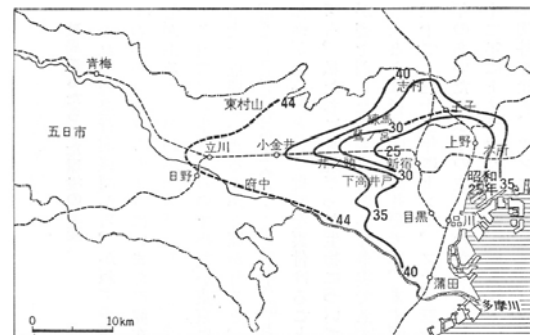 青梅
五日市
東村山
44
40
志村
王子
練馬
鷺ノ宮
30
立川
小金井
25
新宿
上野
日野
府中
下高井戸
30
昭和
25年
35
35
目黒
品川
44
40
蒲田
多摩川
0
10km